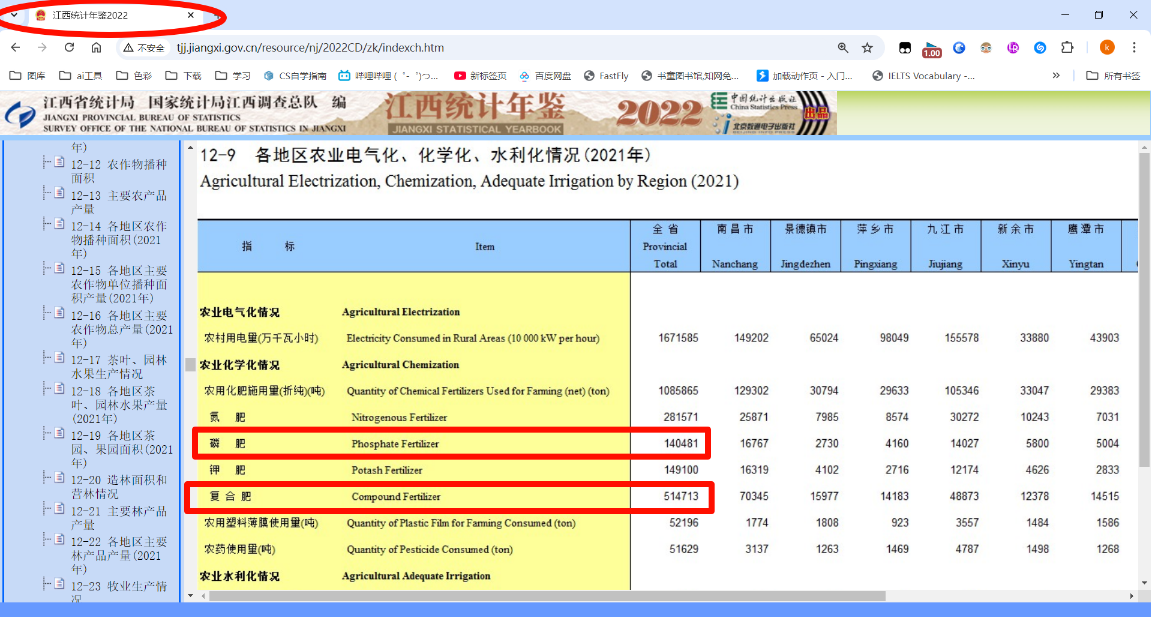 江西统计年鉴2022
不安全 tjj.jiangxi.gov.cn/resource/nj/2022CD/zk/indexch.htm
1.00
k
图库 ai工具 色彩 下载 学习 CS自学指南 哔哩哔哩 ( ゜- ゜)つ... 新标签页 百度网盘 FastGfly 书童图书馆,知网免... 加载动作页 - 入门... IELTS Vocabulary -... » 所有书签
江西省统计局 国家统计局江西调查总队 编
JIANGXI PROVINCIAL BUREAU OF STATISTICS
SURVEY OFFICE OF THE NATIONAL BUREAU OF STATISTICS IN JIANGXI
江西统计年鉴 2022
JIANGXI STATISTICAL YEARBOOK
中国统计出版社
China Statistics Press
北京数通电子出版社
出品
年)
12-12 农作物播种
面积
12-13 主要农产品
产量
12-14 各地区农作
物播种面积(2021
年)
12-15 各地区主要
农作物单位播种面
积产量(2021年)
12-16 各地区主要
农作物总产量(2021
年)
12-17 茶叶、园林
水果生产情况
12-18 各地区茶
叶、园林水果产量
(2021年)
12-19 各地区茶
园、果园面积(2021
年)
12-20 造林面积和
营林情况
12-21 主要林产品
产量
12-22 各地区主要
林产品产量(2021
年)
12-23 牧业生产情
况
12-9 各地区农业电气化、化学化、水利化情况(2021年)
Agricultural Electrization, Chemization, Adequate Irrigation by Region (2021)
指 标 Item 全 省 南 昌 市 景德镇市 萍 乡 市 九 江 市 新 余 市 鹰 潭 市
Provincial
Total Nanchang Jingdezhen Pingxiang Jiujiang Xinyu Yingtan
农业电气化情况 Agricultural Electrization
农村用电量(万千瓦小时) Electricity Consumed in Rural Areas (10 000 kW per hour) 1671585 149202 65024 98049 155578 33880 43903
农业化学化情况 Agricultural Chemization
农用化肥施用量(折纯)(吨) Quantity of Chemical Fertilizers Used for Farming (net) (ton) 1085865 129302 30794 29633 105346 33047 29383
氮 肥 Nitrogenous Fertilizer 281571 25871 7985 8574 30272 10243 7031
磷 肥 Phosphate Fertilizer 140481 16767 2730 4160 14027 5800 5004
钾 肥 Potash Fertilizer 149100 16319 4102 2716 12174 4626 2833
复 合 肥 Compound Fertilizer 514713 70345 15977 14183 48873 12378 14515
农用塑料薄膜使用量(吨) Quantity of Plastic Film for Farming Consumed (ton) 52196 1774 1808 923 3557 1484 1586
农药使用量(吨) Quantity of Pesticide Consumed (ton) 51629 3137 1263 1469 4787 1498 1268
农业水利化情况 Agricultural Adequate Irrigation